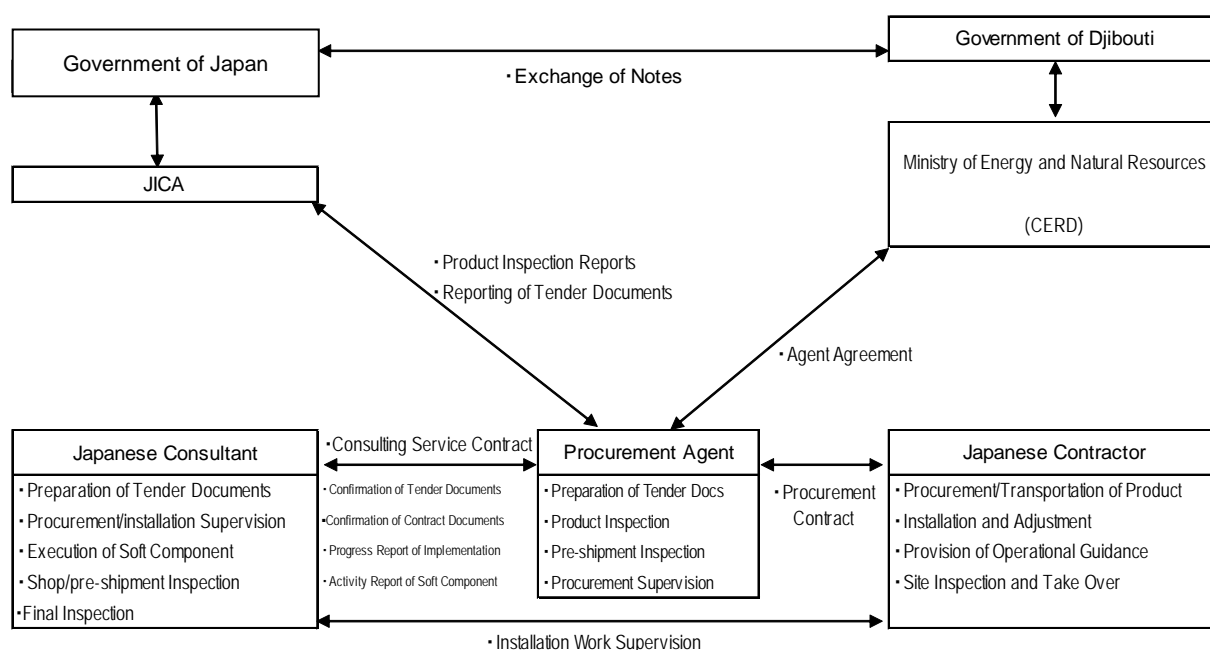 Government of Japan
Government of Djibouti
・Exchange of Notes
JICA
Ministry of Energy and Natural Resources
(CERD)
・Product Inspection Reports
・Reporting of Tender Documents
・Agent Agreement
Japanese Consultant
・Preparation of Tender Documents
・Procurement/installation Supervision
・Execution of Soft Component
・Shop/pre-shipment Inspection
・Final Inspection
・Consulting Service Contract
・Confirmation of Tender Documents
・Confirmation of Contract Documents
・Progress Report of Implementation
・Activity Report of Soft Component
Procurement Agent
・Preparation of Tender Docs
・Product Inspection
・Pre-shipment Inspection
・Procurement Supervision
・Procurement
Contract
Japanese Contractor
・Procurement/Transportation of Product
・Installation and Adjustment
・Provision of Operational Guidance
・Site Inspection and Take Over
・Installation Work Supervision